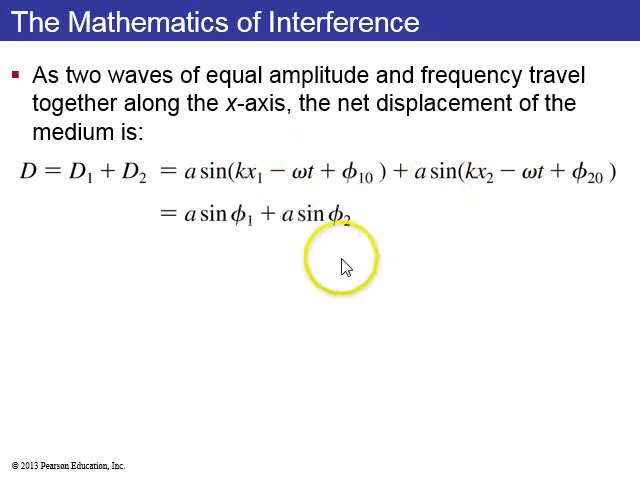 The Mathematics of Interference
▪ As two waves of equal amplitude and frequency travel
together along the x-axis, the net displacement of the
medium is:
D = D₁ + D₂ = a sin(kx₁ − ωt + ϕ₁₀) + a sin(kx₂ − ωt + ϕ₂₀)
= a sin ϕ₁ + a sin ϕ₂
© 2013 Pearson Education, Inc.